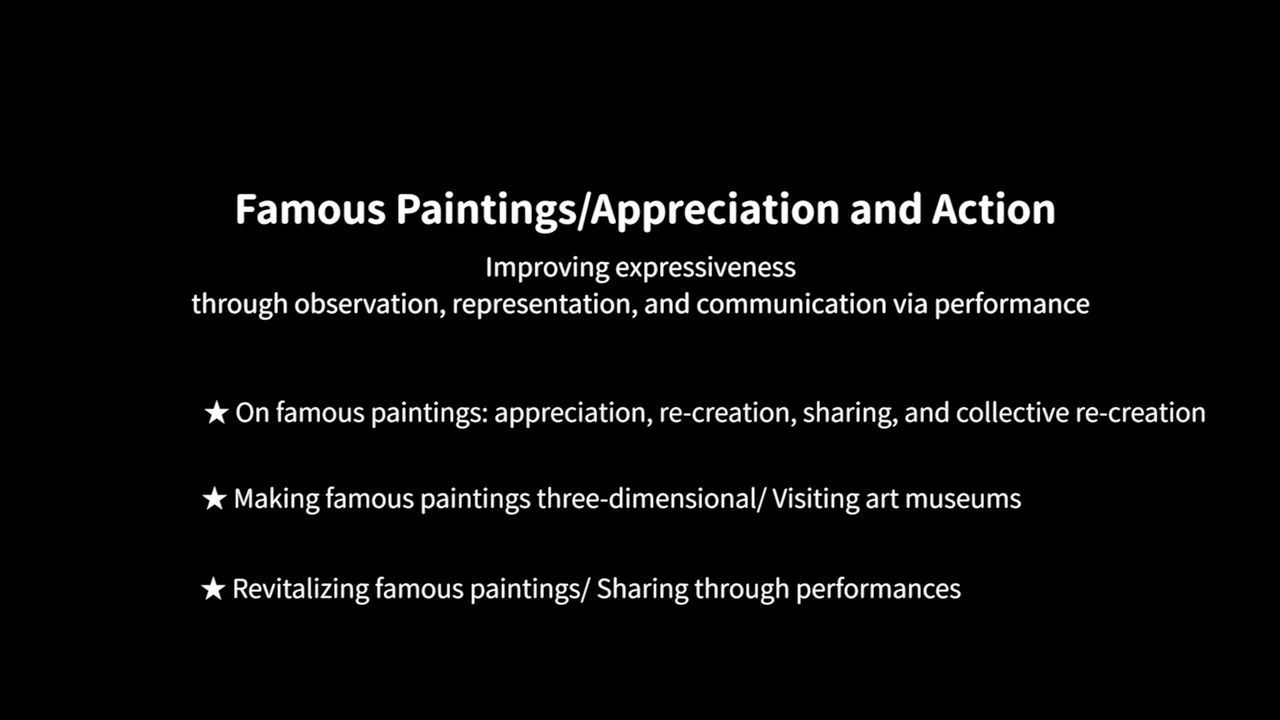 Famous Paintings/Appreciation and Action
Improving expressiveness
through observation, representation, and communication via performance
★ On famous paintings: appreciation, re-creation, sharing, and collective re-creation
★ Making famous paintings three-dimensional/ Visiting art museums
★ Revitalizing famous paintings/ Sharing through performances